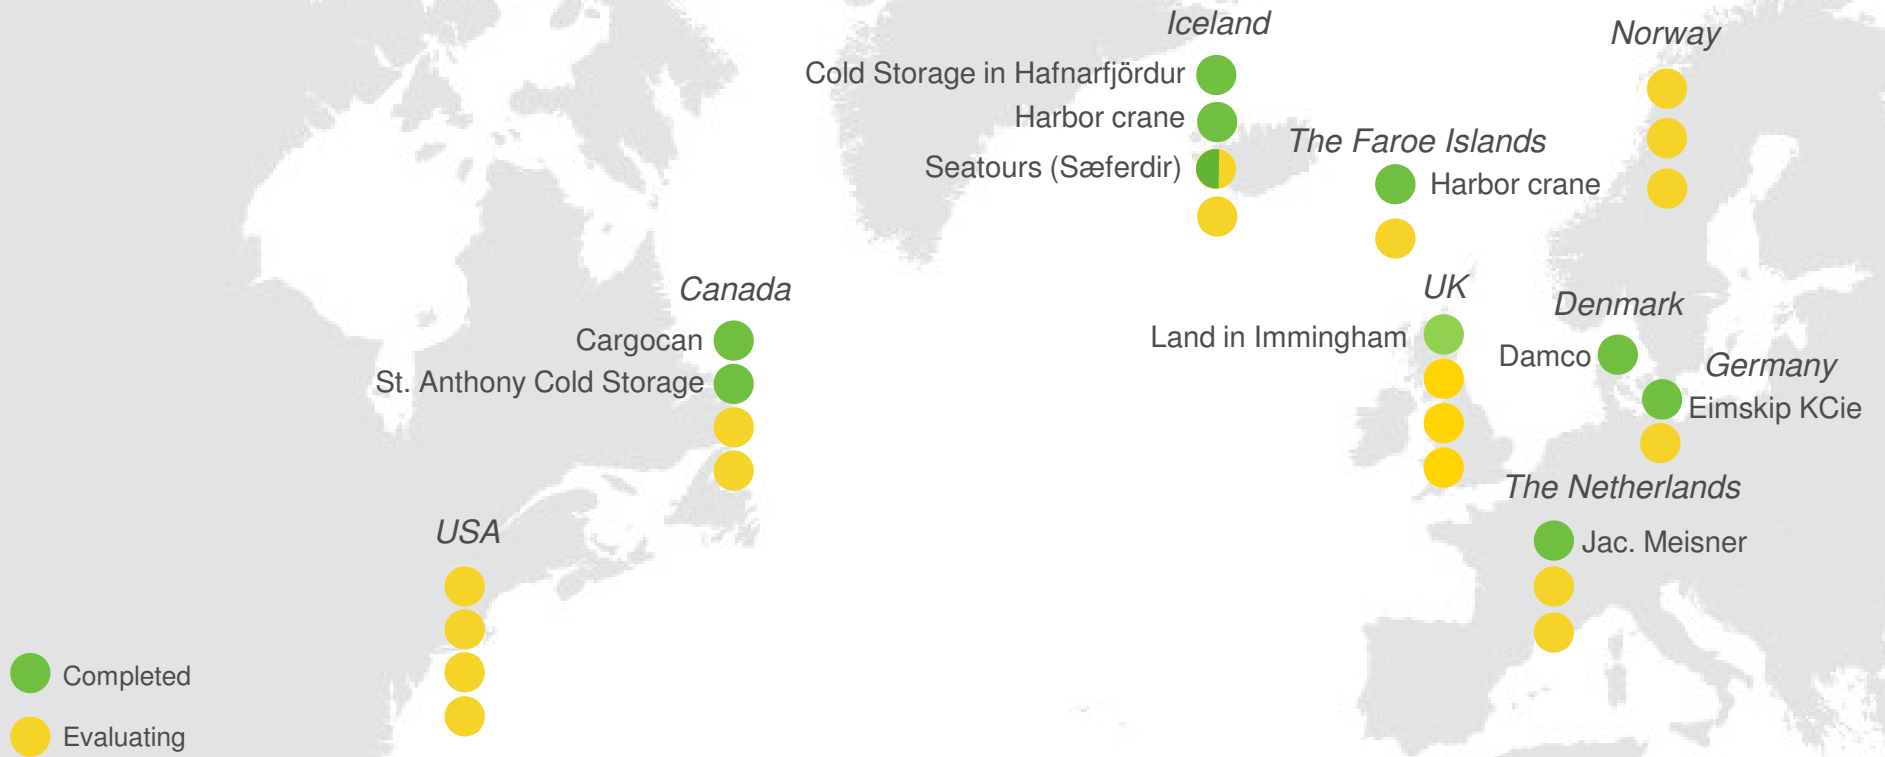 Iceland
Cold Storage in Hafnarfjördur
Harbor crane
Seatours (Sæferdir)
Norway
The Faroe Islands
Harbor crane
Canada
Cargocan
St. Anthony Cold Storage
UK
Land in Immingham
Denmark
Damco
Germany
Eimskip KCie
The Netherlands
Jac. Meisner
USA
Completed
Evaluating